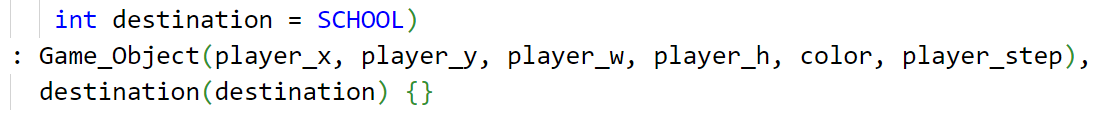 int destination = SCHOOL)
: Game_Object(player_x, player_y, player_w, player_h, color, player_step),
destination(destination) {}